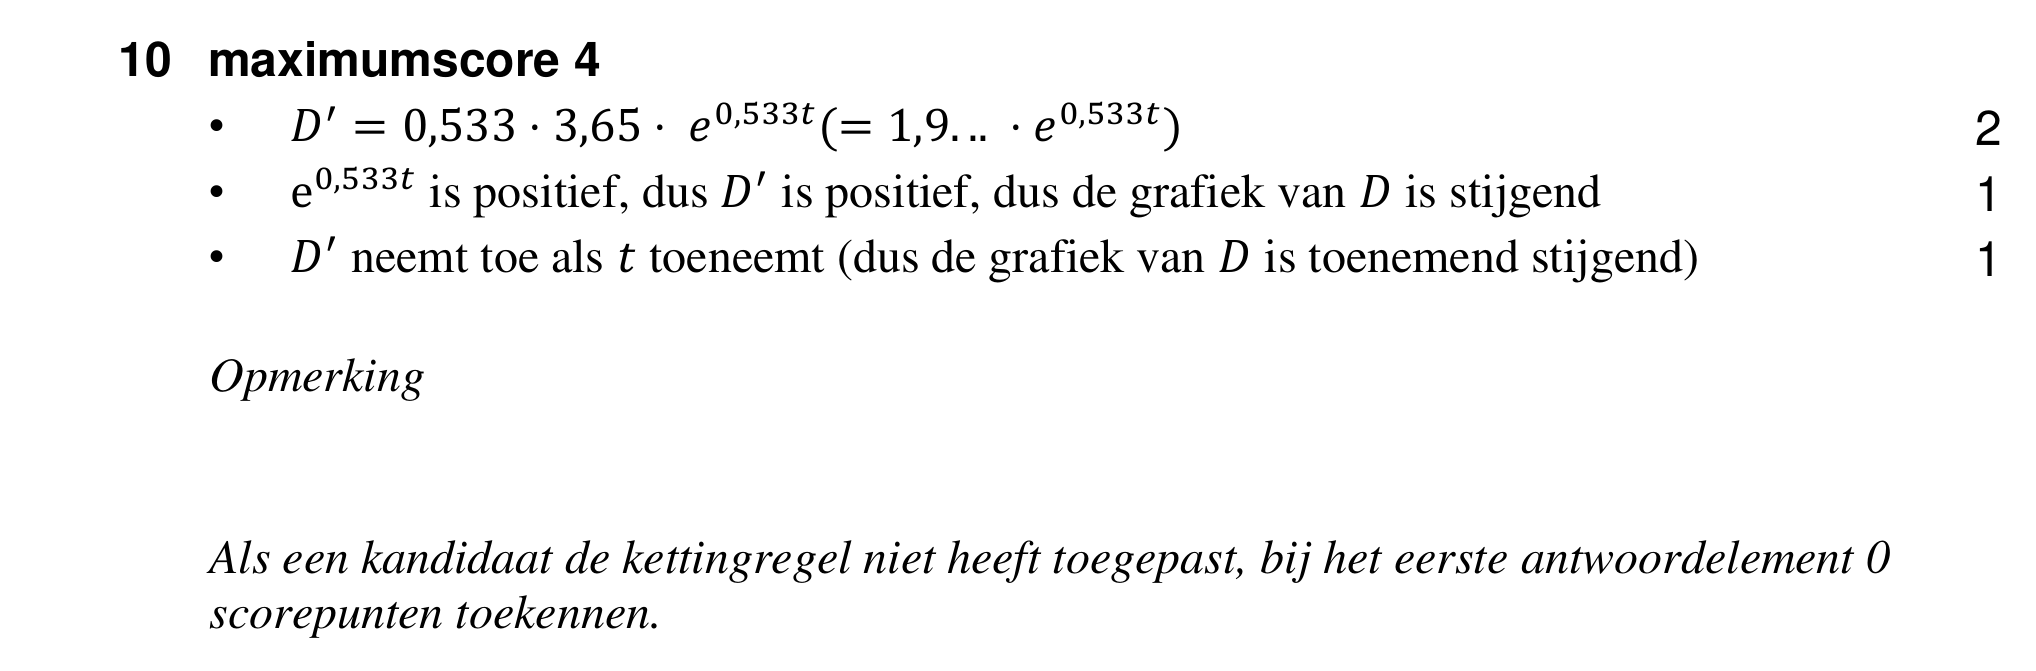 10 maximumscore 4
• D′ = 0,533 · 3,65 · e^0,533t (= 1,9... · e^0,533t) 2
• e^0,533t is positief, dus D′ is positief, dus de grafiek van D is stijgend 1
• D′ neemt toe als t toeneemt (dus de grafiek van D is toenemend stijgend) 1
Opmerking
Als een kandidaat de kettingregel niet heeft toegepast, bij het eerste antwoordelement 0
scorepunten toekennen.